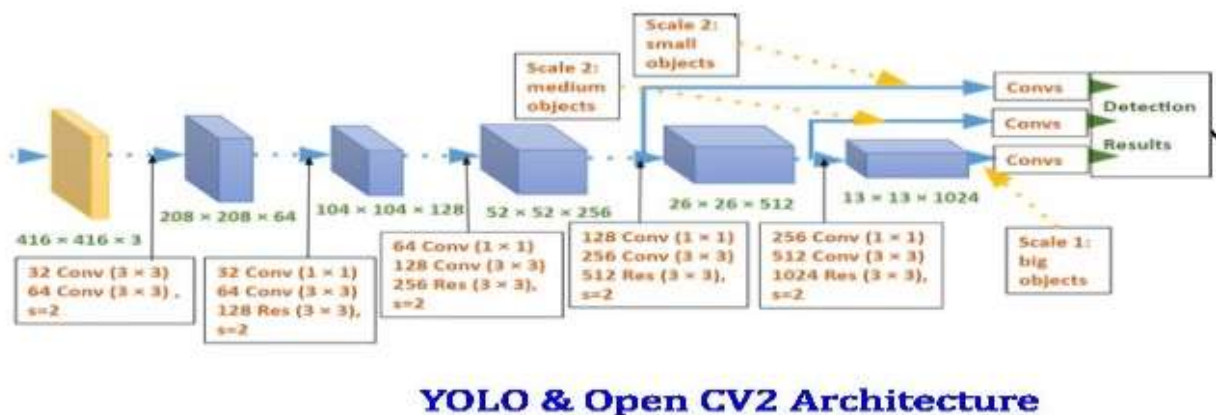 Scale 2:
small
objects
Scale 2:
medium
objects
Convs
Convs
Convs
Detection
Results
416 × 416 × 3
208 × 208 × 64
104 × 104 × 128
52 × 52 × 256
26 × 26 × 512
13 × 13 × 1024
32 Conv (3 × 3)
64 Conv (3 × 3) ,
s=2
32 Conv (1 × 1)
64 Conv (3 × 3)
128 Res (3 × 3),
s=2
64 Conv (1 × 1)
128 Conv (3 × 3)
256 Res (3 × 3),
s=2
128 Conv (1 × 1)
256 Conv (3 × 3)
512 Res (3 × 3),
s=2
256 Conv (1 × 1)
512 Conv (3 × 3)
1024 Res (3 × 3),
s=2
Scale 1:
big
objects
YOLO & Open CV2 Architecture